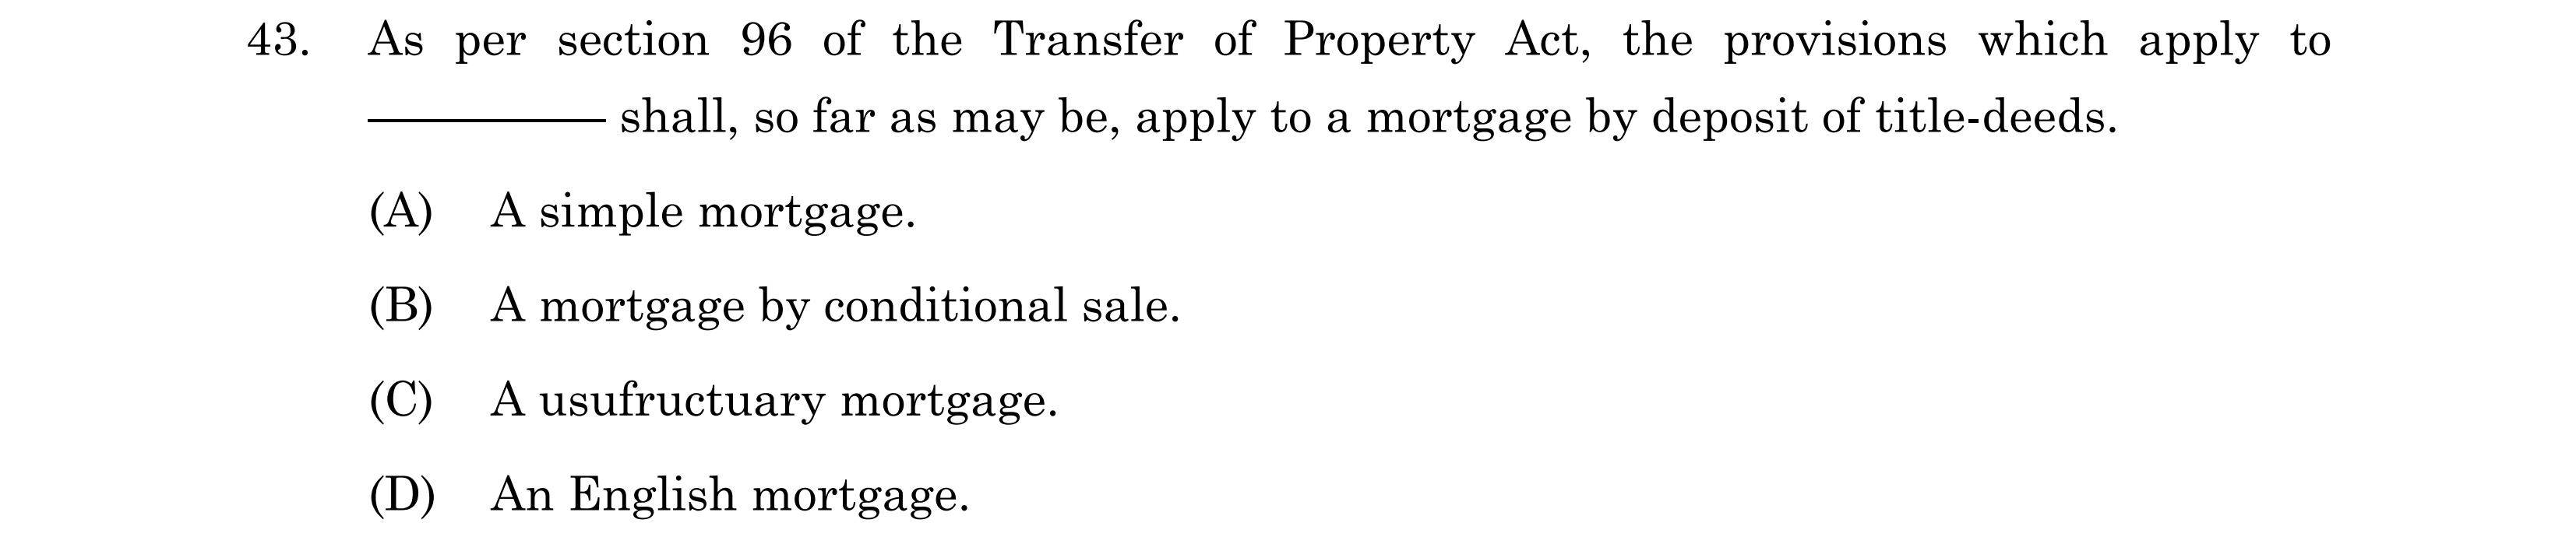 43. As per section 96 of the Transfer of Property Act, the provisions which apply to
________ shall, so far as may be, apply to a mortgage by deposit of title-deeds.
(A) A simple mortgage.
(B) A mortgage by conditional sale.
(C) A usufructuary mortgage.
(D) An English mortgage.